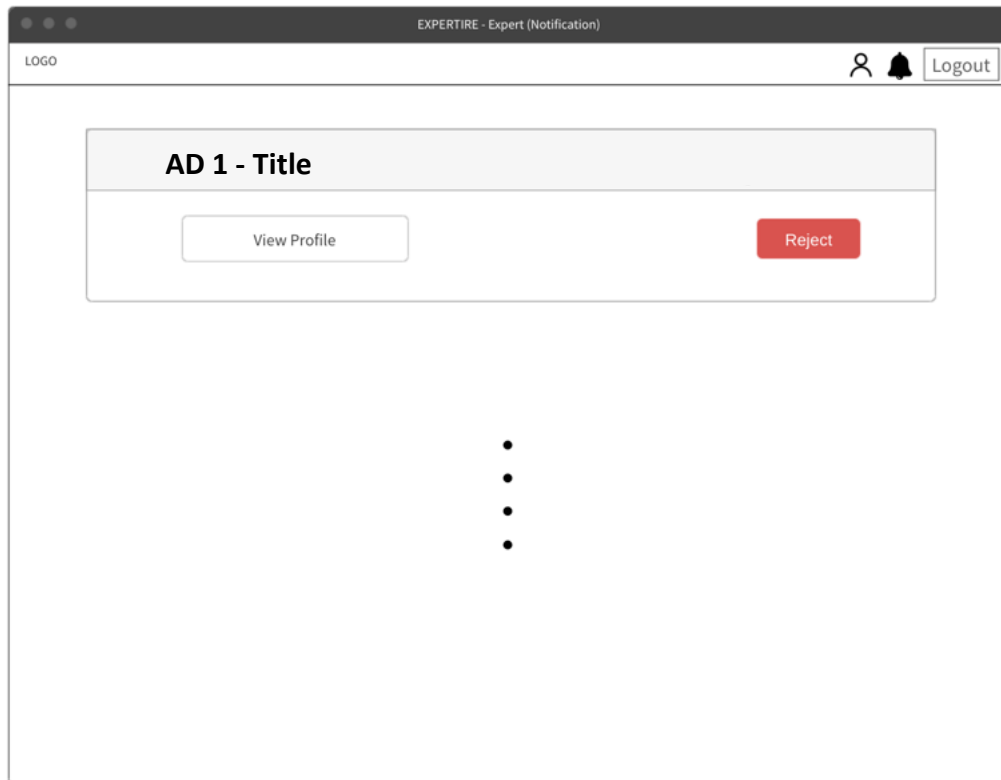 EXPERTIRE - Expert (Notification)
LOGO
Logout
AD 1 - Title
View Profile
Reject